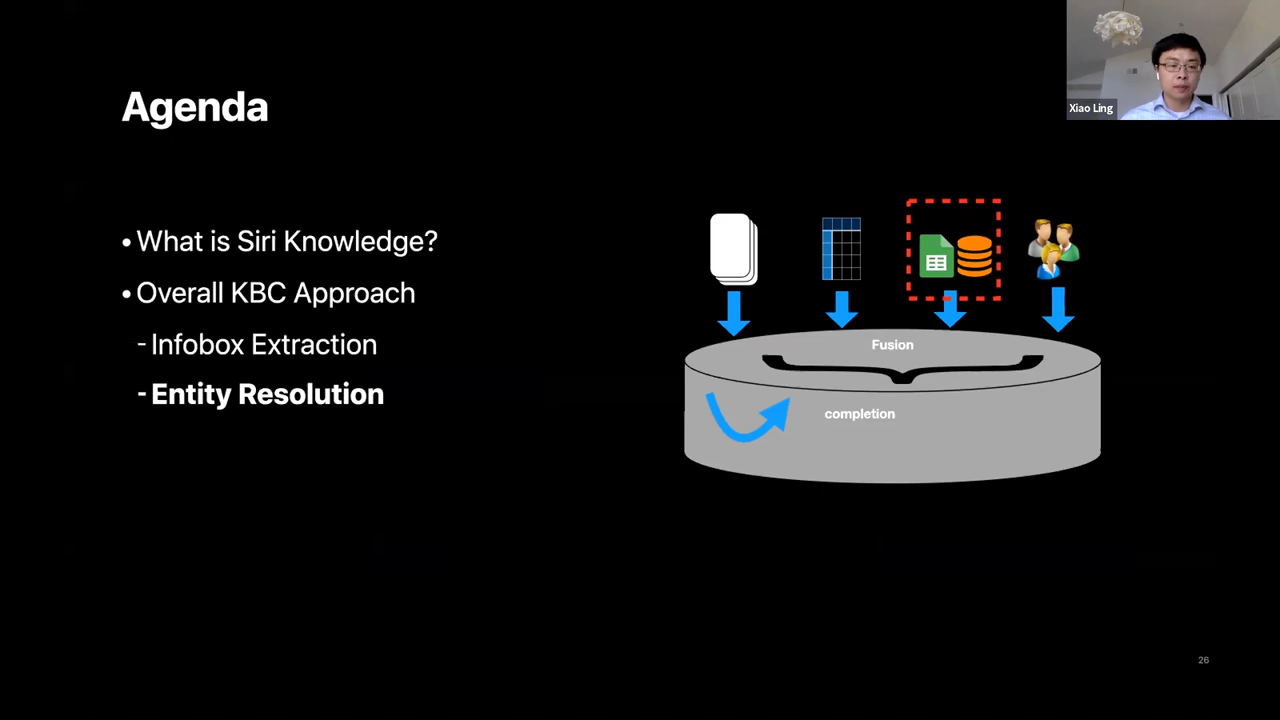 Agenda
Xiao Ling
• What is Siri Knowledge?
• Overall KBC Approach
- Infobox Extraction
- Entity Resolution
Fusion
completion
26